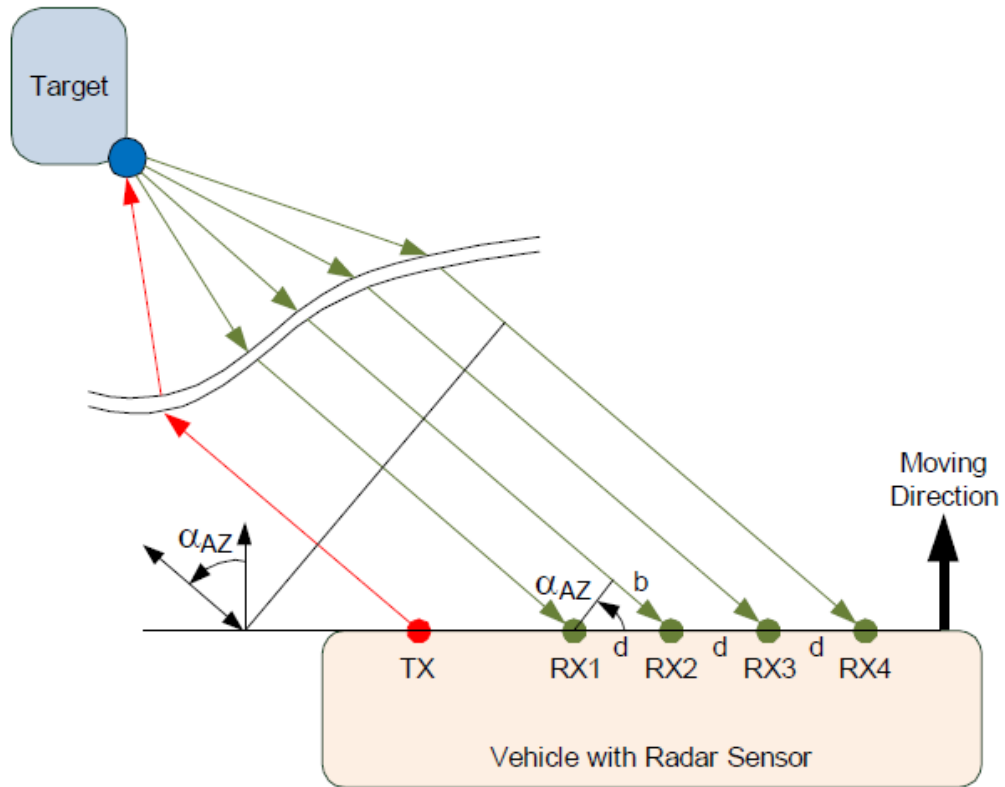 Target
Moving
Direction
αAZ
αAZ
b
d
d
d
TX
RX1
RX2
RX3
RX4
Vehicle with Radar Sensor